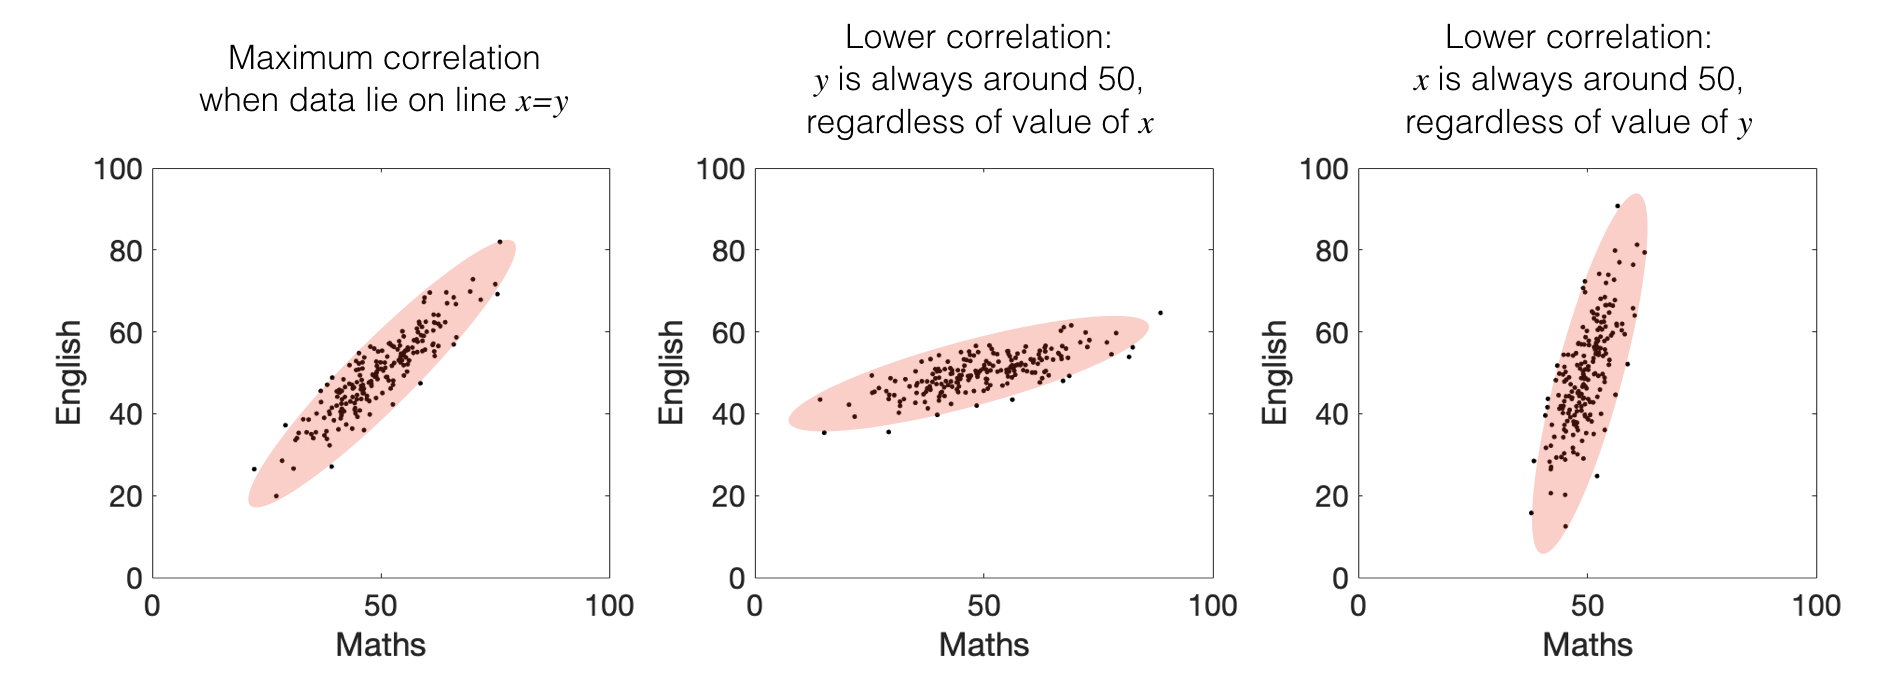 Maximum correlation
when data lie on line x=y
100
80
60
40
20
0
English
0
50
100
Maths
Lower correlation:
y is always around 50,
regardless of value of x
100
80
60
40
20
0
English
0
50
100
Maths
Lower correlation:
x is always around 50,
regardless of value of y
100
80
60
40
20
0
English
0
50
100
Maths